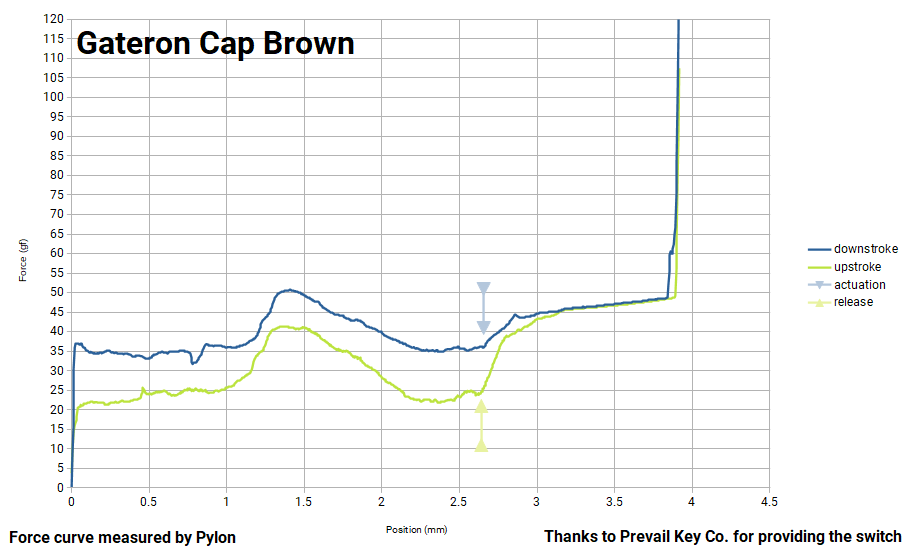 Gateron Cap Brown
120
115
110
105
100
95
90
85
80
75
70
65
60
55
50
45
40
35
30
25
20
15
10
5
0
Force (gf)
0 0.5 1 1.5 2 2.5 3 3.5 4 4.5
Position (mm)
downstroke
upstroke
actuation
release
Force curve measured by Pylon
Thanks to Prevail Key Co. for providing the switch